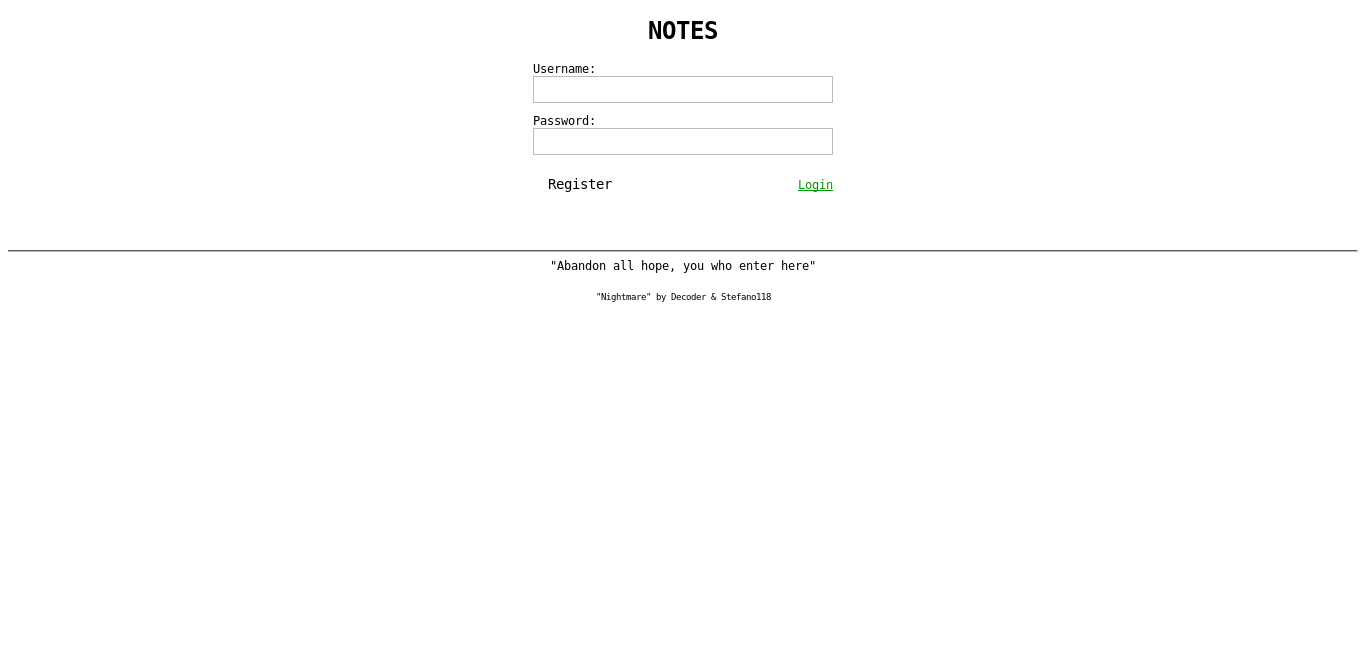 NOTES
Username:
Password:
Register Login
"Abandon all hope, you who enter here"
"Nightmare" by Decoder & Stefano118